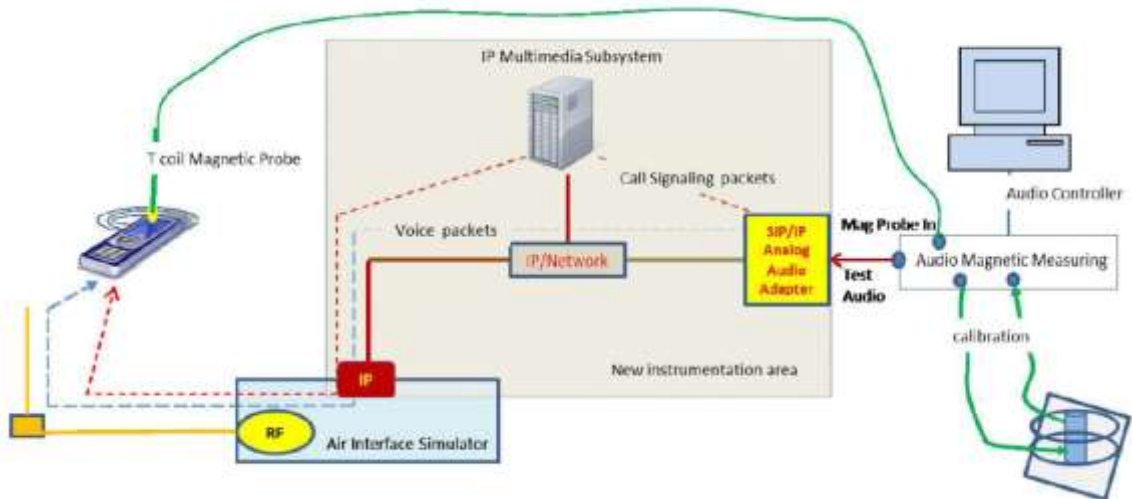 IP Multimedia Subsystem
T coil Magnetic Probe
Call Signaling packets
Audio Controller
Voice packets
IP/Network
SIP/IP
Analog
Audio
Adapter
Mag Probe In
Test
Audio
Audio Magnetic Measuring
calibration
IP
New instrumentation area
RF
Air Interface Simulator